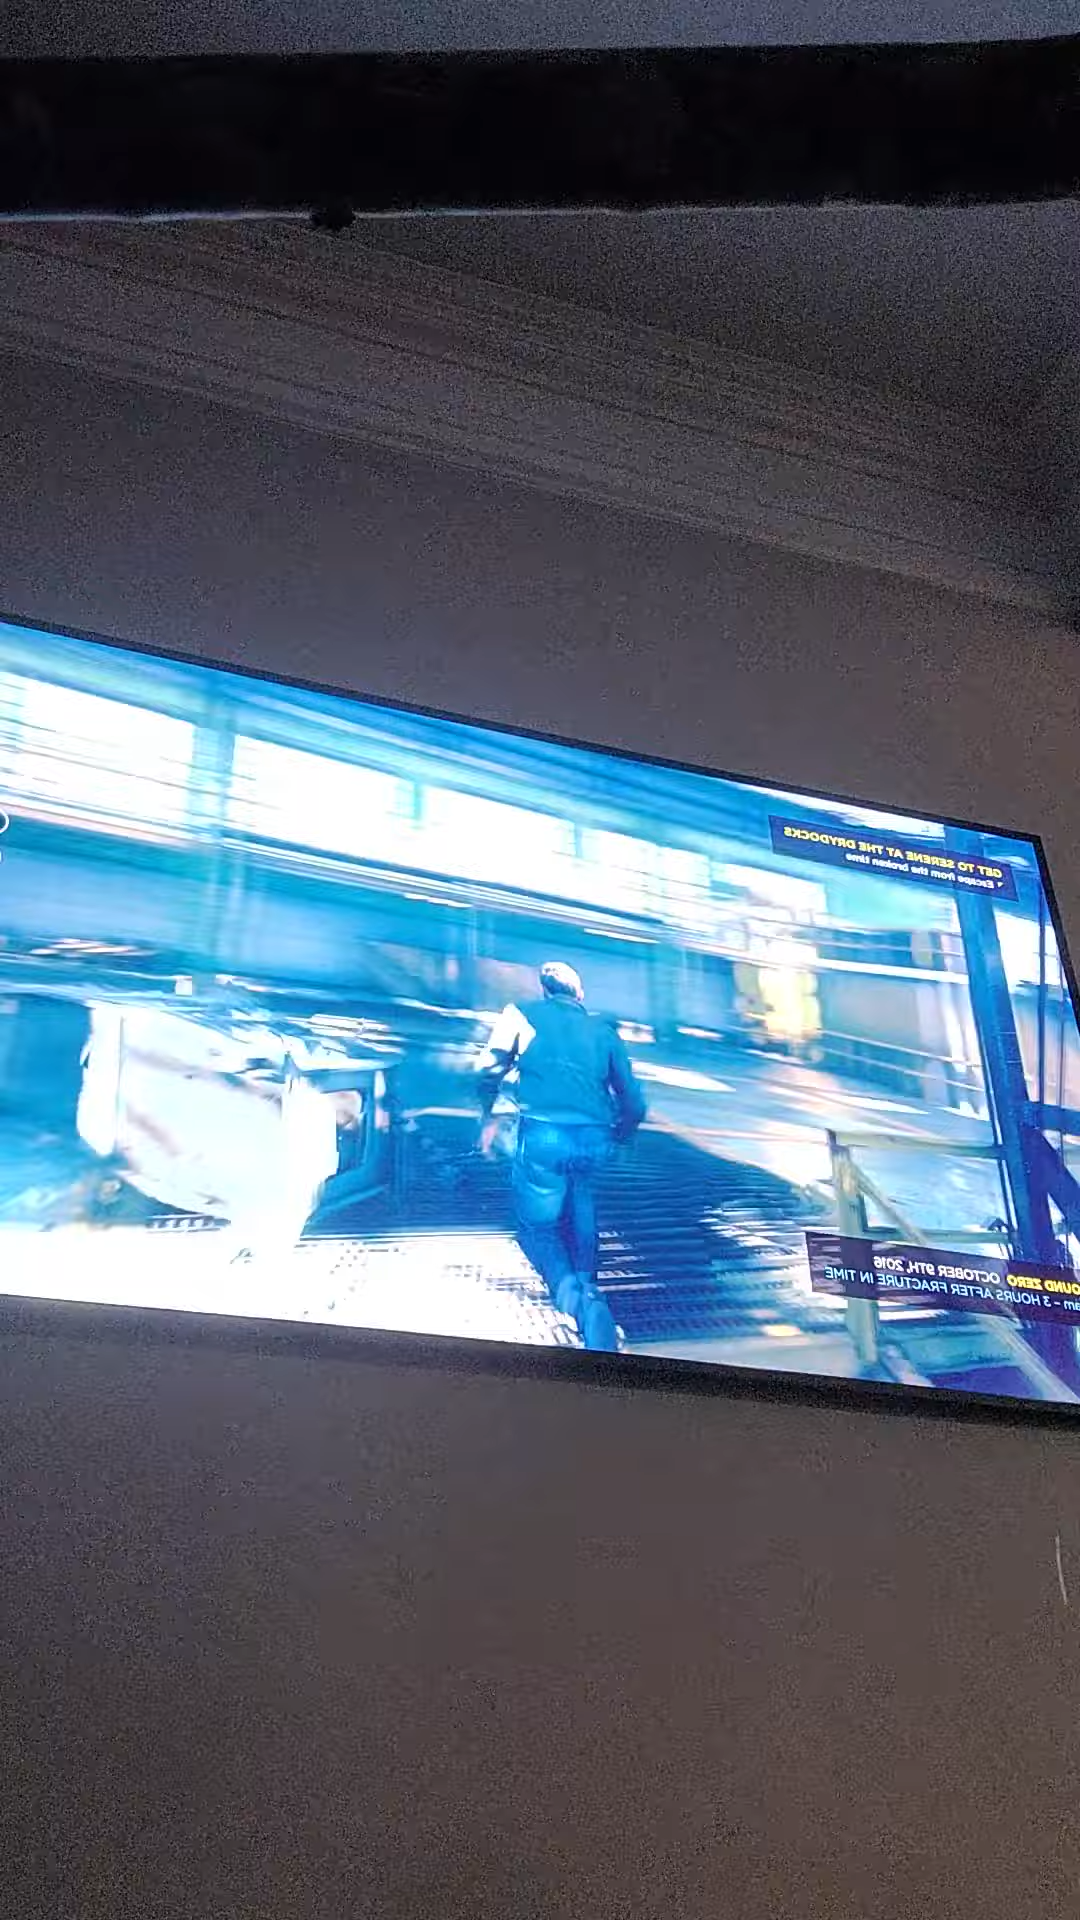 GET TO SERENE AT THE DRYDOCKS
Escape from the broken time
OUND ZERO OCTOBER 9TH, 2016
am - 3 HOURS AFTER FRACTURE IN TIME